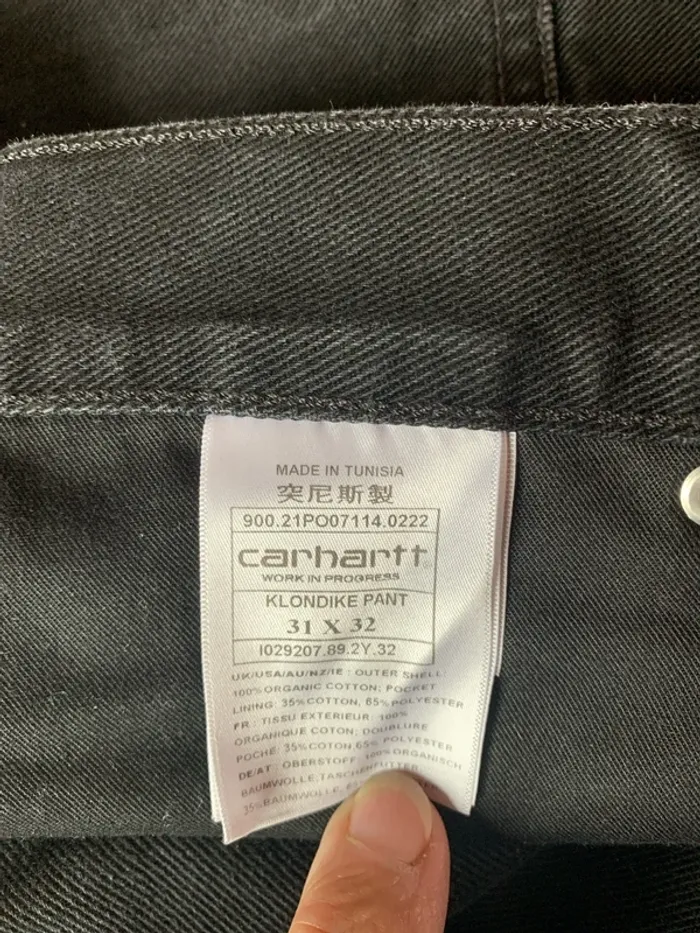 MADE IN TUNISIA
突尼斯製
900.21PO07114.0222
carhartt
WORK IN PROGRESS
KLONDIKE PANT
31 X 32
I029207.89.2Y.32
UK/USA/AU/NZ/IE : OUTER SHELL:
100% ORGANIC COTTON; POCKET
LINING: 35%COTTON, 65% POLYESTER
FR : TISSU EXTERIEUR: 100%
ORGANIQUE COTON; DOUBLURE
POCHE: 35%COTON,65% POLYESTER
DE/AT : OBERSTOFF :100% ORGANISCH
BAUMWOLLE;TASCHENFUTTER
35%BAUMWOLLE,